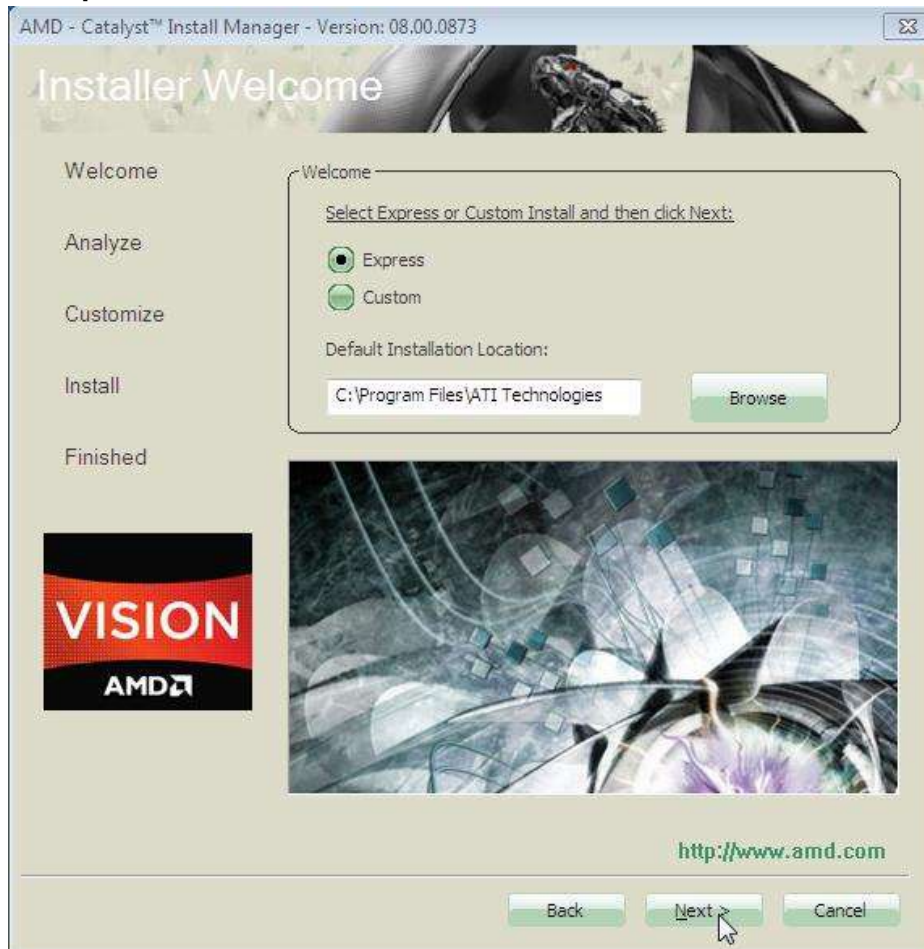 AMD - Catalyst™ Install Manager - Version: 08.00.0873
Installer Welcome
Welcome
Analyze
Customize
Install
Finished
Welcome
Select Express or Custom Install and then click Next:
Express
Custom
Default Installation Location:
C:\Program Files\ATI Technologies
Browse
VISION
AMD
http://www.amd.com
Back
Next >
Cancel